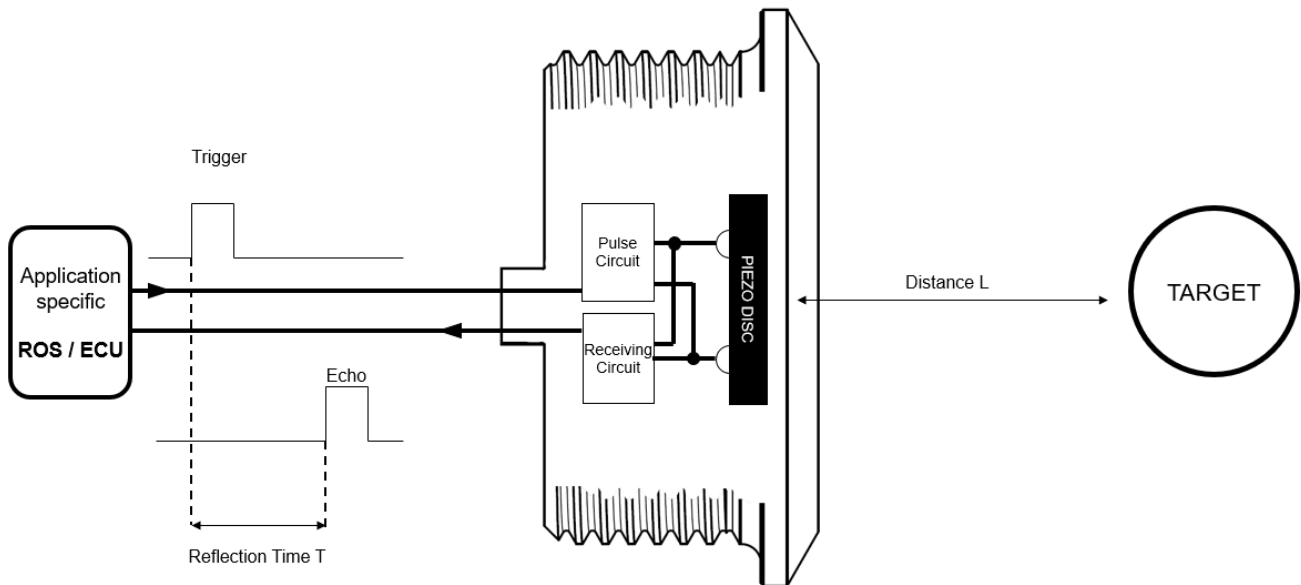 Trigger
Application
specific
ROS / ECU
Pulse
Circuit
Receiving
Circuit
PIEZO DISC
Distance L
TARGET
Echo
Reflection Time T